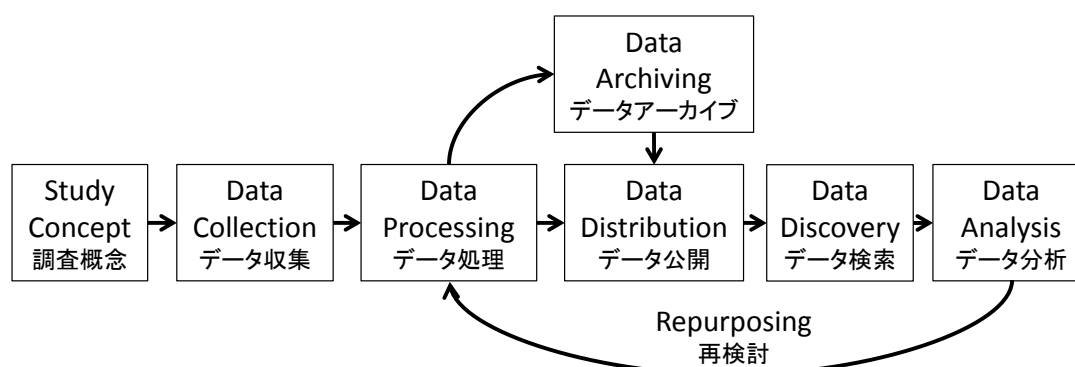 Data
Archiving
データアーカイブ
Study
Concept
調査概念
Data
Collection
データ収集
Data
Processing
データ処理
Data
Distribution
データ公開
Data
Discovery
データ検索
Data
Analysis
データ分析
Repurposing
再検討